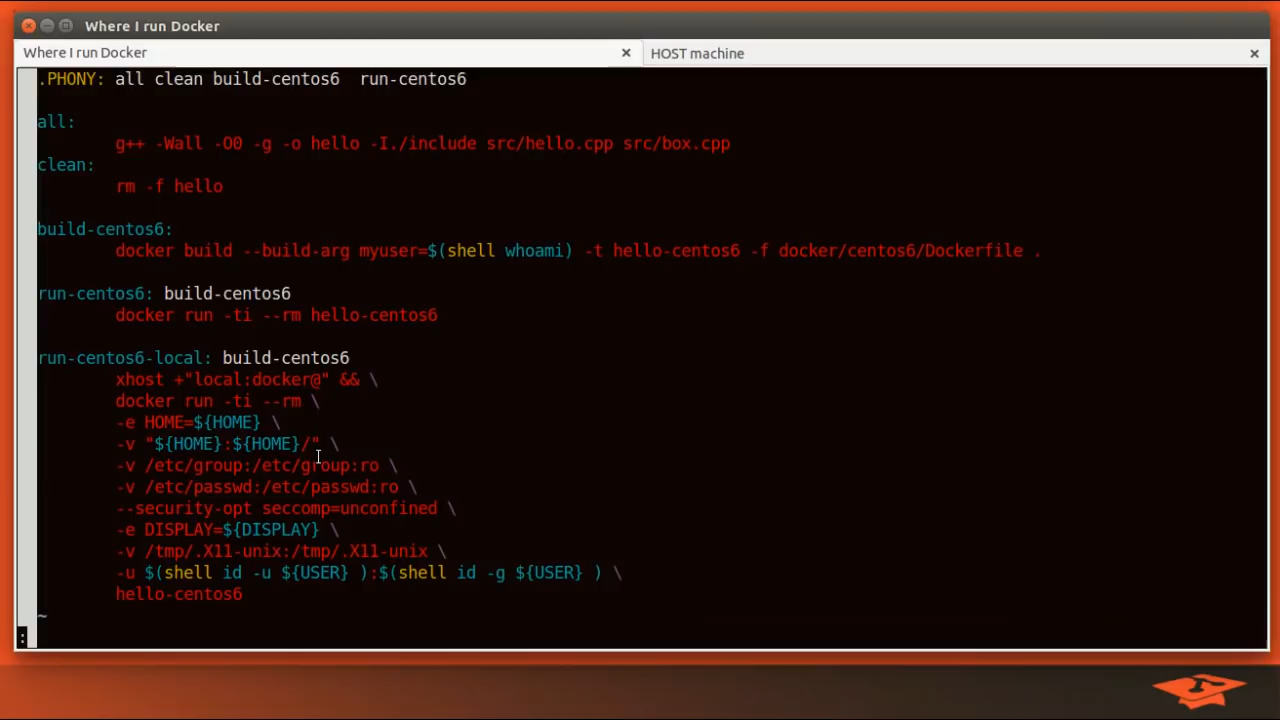 Where I run Docker
Where I run Docker
HOST machine
.PHONY: all clean build-centos6  run-centos6
all:
g++ -Wall -O0 -g -o hello -I./include src/hello.cpp src/box.cpp
clean:
rm -f hello
build-centos6:
docker build --build-arg myuser=$(shell whoami) -t hello-centos6 -f docker/centos6/Dockerfile .
run-centos6: build-centos6
docker run -ti --rm hello-centos6
run-centos6-local: build-centos6
xhost +"local:docker@" && \
docker run -ti --rm \
-e HOME=${HOME} \
-v "${HOME}:${HOME}/" \
-v /etc/group:/etc/group:ro \
-v /etc/passwd:/etc/passwd:ro \
--security-opt seccomp=unconfined \
-e DISPLAY=${DISPLAY} \
-v /tmp/.X11-unix:/tmp/.X11-unix \
-u $(shell id -u ${USER} ):$(shell id -g ${USER} ) \
hello-centos6
~
: